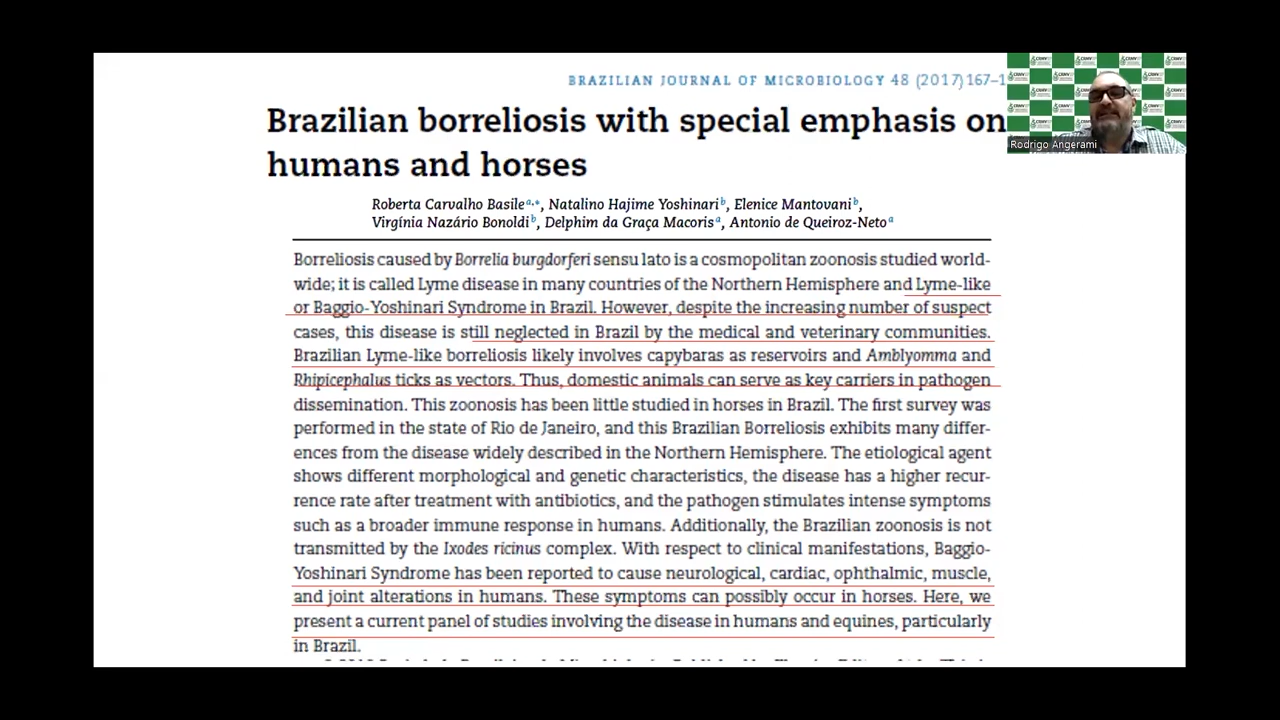 BRAZILIAN JOURNAL OF MICROBIOLOGY 48 (2017) 167–1
Brazilian borreliosis with special emphasis on
humans and horses
Rodrigo Angerami
Roberta Carvalho Basile a,*, Natalino Hajime Yoshinari b, Elenice Mantovani b,
Virgínia Nazário Bonoldi b, Delphim da Graça Macoris a, Antonio de Queiroz-Neto a
Borreliosis caused by Borrelia burgdorferi sensu lato is a cosmopolitan zoonosis studied world-
wide; it is called Lyme disease in many countries of the Northern Hemisphere and Lyme-like
or Baggio-Yoshinari Syndrome in Brazil. However, despite the increasing number of suspect
cases, this disease is still neglected in Brazil by the medical and veterinary communities.
Brazilian Lyme-like borreliosis likely involves capybaras as reservoirs and Amblyomma and
Rhipicephalus ticks as vectors. Thus, domestic animals can serve as key carriers in pathogen
dissemination. This zoonosis has been little studied in horses in Brazil. The first survey was
performed in the state of Rio de Janeiro, and this Brazilian Borreliosis exhibits many differ-
ences from the disease widely described in the Northern Hemisphere. The etiological agent
shows different morphological and genetic characteristics, the disease has a higher recur-
rence rate after treatment with antibiotics, and the pathogen stimulates intense symptoms
such as a broader immune response in humans. Additionally, the Brazilian zoonosis is not
transmitted by the Ixodes ricinus complex. With respect to clinical manifestations, Baggio-
Yoshinari Syndrome has been reported to cause neurological, cardiac, ophthalmic, muscle,
and joint alterations in humans. These symptoms can possibly occur in horses. Here, we
present a current panel of studies involving the disease in humans and equines, particularly
in Brazil.